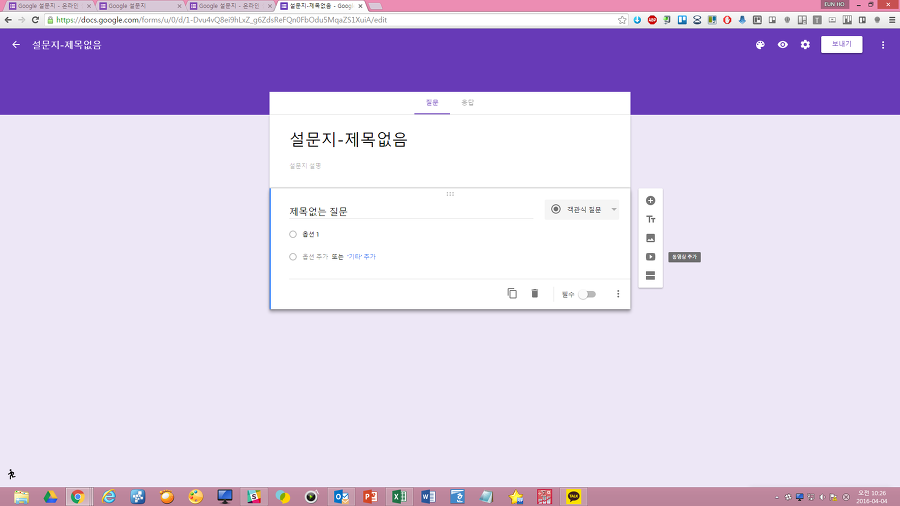 Google 설문지 - 온라인
Google 설문지
Google 설문지 - 온라인
설문지-제목없음 - Goog
EUN HO
https://docs.google.com/forms/u/0/d/1-Dvu4vQ8ei9hLxZ_g6ZdsReFQn0FbOdu5MqaZS1XuiA/edit
설문지-제목없음
보내기
질문
응답
설문지-제목없음
설문지 설명
제목없는 질문
객관식 질문
옵션 1
옵션 추가 또는 '기타' 추가
동영상 추가
필수
오전 10:26
2016-04-04